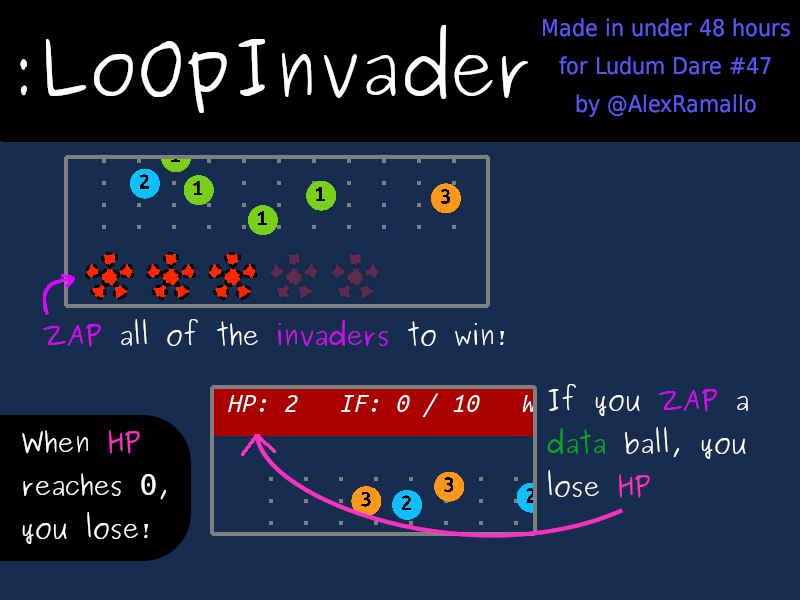 :LoOpInvader
Made in under 48 hours
for Ludum Dare #47
by @AlexRamallo
1
2
1
1
1
3
ZAP all of the invaders to win!
HP: 2 IF: 0 / 10 W
3
2
3
2
If you ZAP a
data ball, you
lose HP
When HP
reaches 0,
you lose!